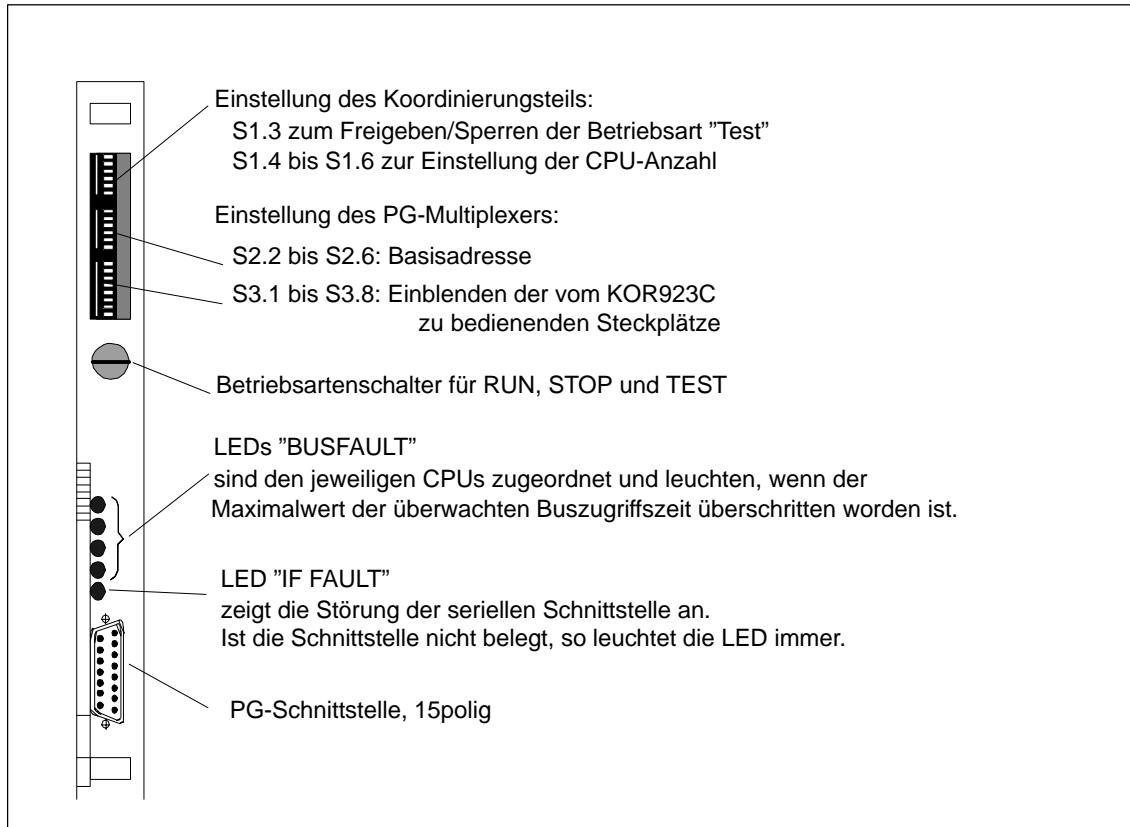 Einstellung des Koordinierungsteils:
S1.3 zum Freigeben/Sperren der Betriebsart ”Test”
S1.4 bis S1.6 zur Einstellung der CPU-Anzahl
Einstellung des PG-Multiplexers:
S2.2 bis S2.6: Basisadresse
S3.1 bis S3.8: Einblenden der vom KOR923C
zu bedienenden Steckplätze
Betriebsartenschalter für RUN, STOP und TEST
LEDs ”BUSFAULT”
sind den jeweiligen CPUs zugeordnet und leuchten, wenn der
Maximalwert der überwachten Buszugriffszeit überschritten worden ist.
LED ”IF FAULT”
zeigt die Störung der seriellen Schnittstelle an.
Ist die Schnittstelle nicht belegt, so leuchtet die LED immer.
PG-Schnittstelle, 15polig